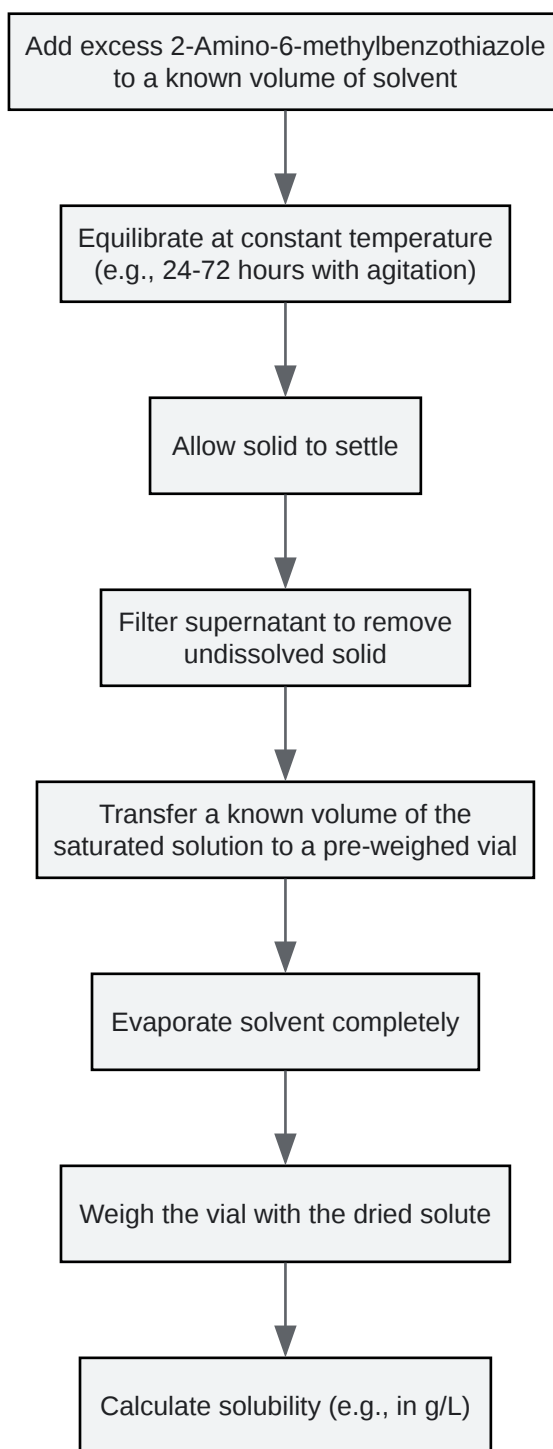 Add excess 2-Amino-6-methylbenzothiazole
to a known volume of solvent
Equilibrate at constant temperature
(e.g., 24-72 hours with agitation)
Allow solid to settle
Filter supernatant to remove
undissolved solid
Transfer a known volume of the
saturated solution to a pre-weighed vial
Evaporate solvent completely
Weigh the vial with the dried solute
Calculate solubility (e.g., in g/L)